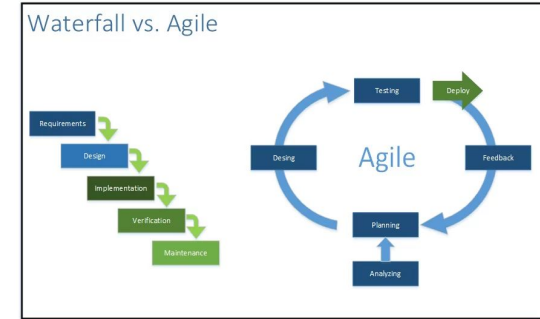 Waterfall vs. Agile
Requirements
Design
Implementation
Verification
Maintenance
Testing
Deploy
Desing
Agile
Feedback
Planning
Analyzing